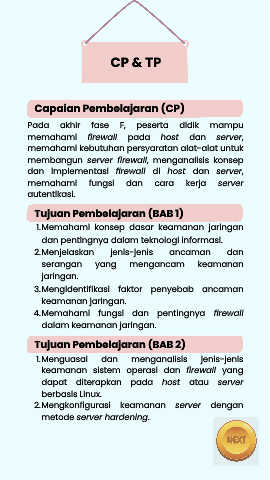 CP & TP
Capaian Pembelajaran (CP)
Pada akhir fase F, peserta didik mampu
memahami firewall pada host dan server,
memahami kebutuhan persyaratan alat-alat untuk
membangun server firewall, menganalisis konsep
dan implementasi firewall di host dan server,
memahami fungsi dan cara kerja server
autentikasi.
Tujuan Pembelajaran (BAB 1)
1.Memahami konsep dasar keamanan jaringan
dan pentingnya dalam teknologi informasi.
2.Menjelaskan jenis-jenis ancaman dan
serangan yang mengancam keamanan
jaringan.
3.Mengidentifikasi faktor penyebab ancaman
keamanan jaringan.
4.Memahami fungsi dan pentingnya firewall
dalam keamanan jaringan.
Tujuan Pembelajaran (BAB 2)
1.Menguasai dan menganalisis jenis-jenis
keamanan sistem operasi dan firewall yang
dapat diterapkan pada host atau server
berbasis Linux.
2.Mengkonfigurasi keamanan server dengan
metode server hardening.
NEXT